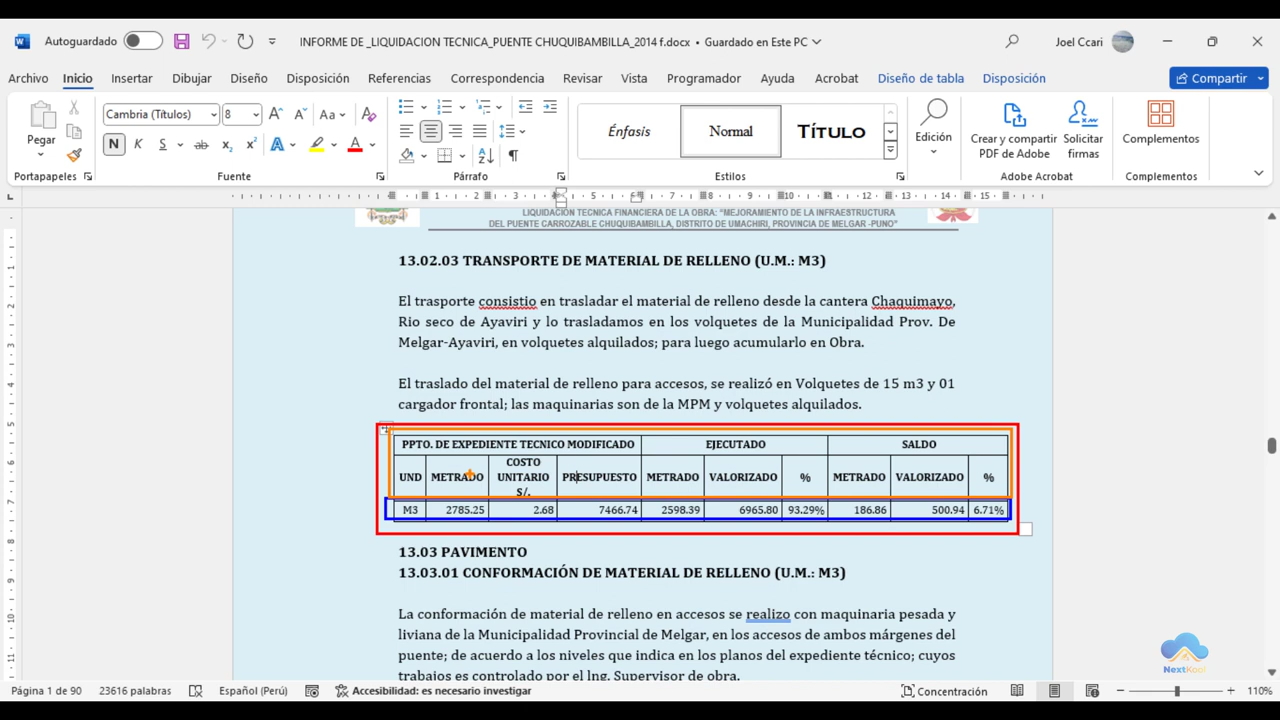 Autoguardado
INFORME DE _LIQUIDACION TECNICA_PUENTE CHUQUIBAMBILLA_2014 f.docx • Guardado en Este PC
Joel Ccari
Archivo Inicio Insertar Dibujar Diseño Disposición Referencias Correspondencia Revisar Vista Programador Ayuda Acrobat Diseño de tabla Disposición
Compartir
Pegar
Cambria (Títulos) 8
Énfasis Normal TÍTULO
Edición
Crear y compartir
PDF de Adobe
Solicitar
firmas
Complementos
Portapapeles Fuente Párrafo Estilos Adobe Acrobat Complementos
LIQUIDACION TECNICA FINANCIERA DE LA OBRA: “MEJORAMIENTO DE LA INFRAESTRUCTURA
DEL PUENTE CARROZABLE CHUQUIBAMBILLA, DISTRITO DE UMACHIRI, PROVINCIA DE MELGAR -PUNO”
13.02.03 TRANSPORTE DE MATERIAL DE RELLENO (U.M.: M3)
El trasporte consistio en trasladar el material de relleno desde la cantera Chaquimayo,
Rio seco de Ayaviri y lo trasladamos en los volquetes de la Municipalidad Prov. De
Melgar-Ayaviri, en volquetes alquilados; para luego acumularlo en Obra.
El traslado del material de relleno para accesos, se realizó en Volquetes de 15 m3 y 01
cargador frontal; las maquinarias son de la MPM y volquetes alquilados.
PPTO. DE EXPEDIENTE TECNICO MODIFICADO EJECUTADO SALDO
UND METRADO COSTO UNITARIO S/. PRESUPUESTO METRADO VALORIZADO % METRADO VALORIZADO %
M3 2785.25 2.68 7466.74 2598.39 6965.80 93.29% 186.86 500.94 6.71%
13.03 PAVIMENTO
13.03.01 CONFORMACIÓN DE MATERIAL DE RELLENO (U.M.: M3)
La conformación de material de relleno en accesos se realizo con maquinaria pesada y
liviana de la Municipalidad Provincial de Melgar, en los accesos de ambos márgenes del
puente; de acuerdo a los niveles que indica en los planos del expediente técnico; cuyos
trabajos es controlado por el Ing. Supervisor de obra.
NextKool
Página 1 de 90 23616 palabras Español (Perú) Accesibilidad: es necesario investigar Concentración 110%